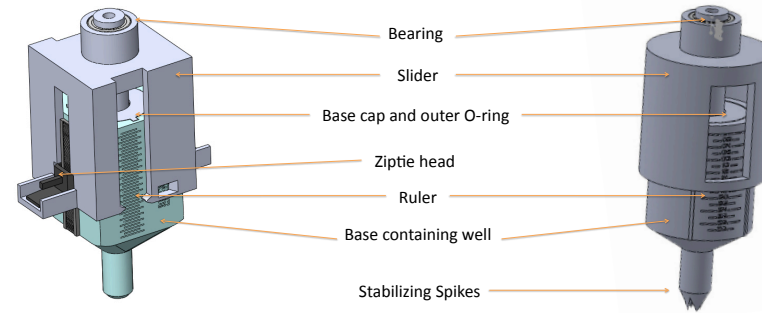 Bearing
Slider
Base cap and outer O-ring
Ziptie head
Ruler
Base containing well
Stabilizing Spikes